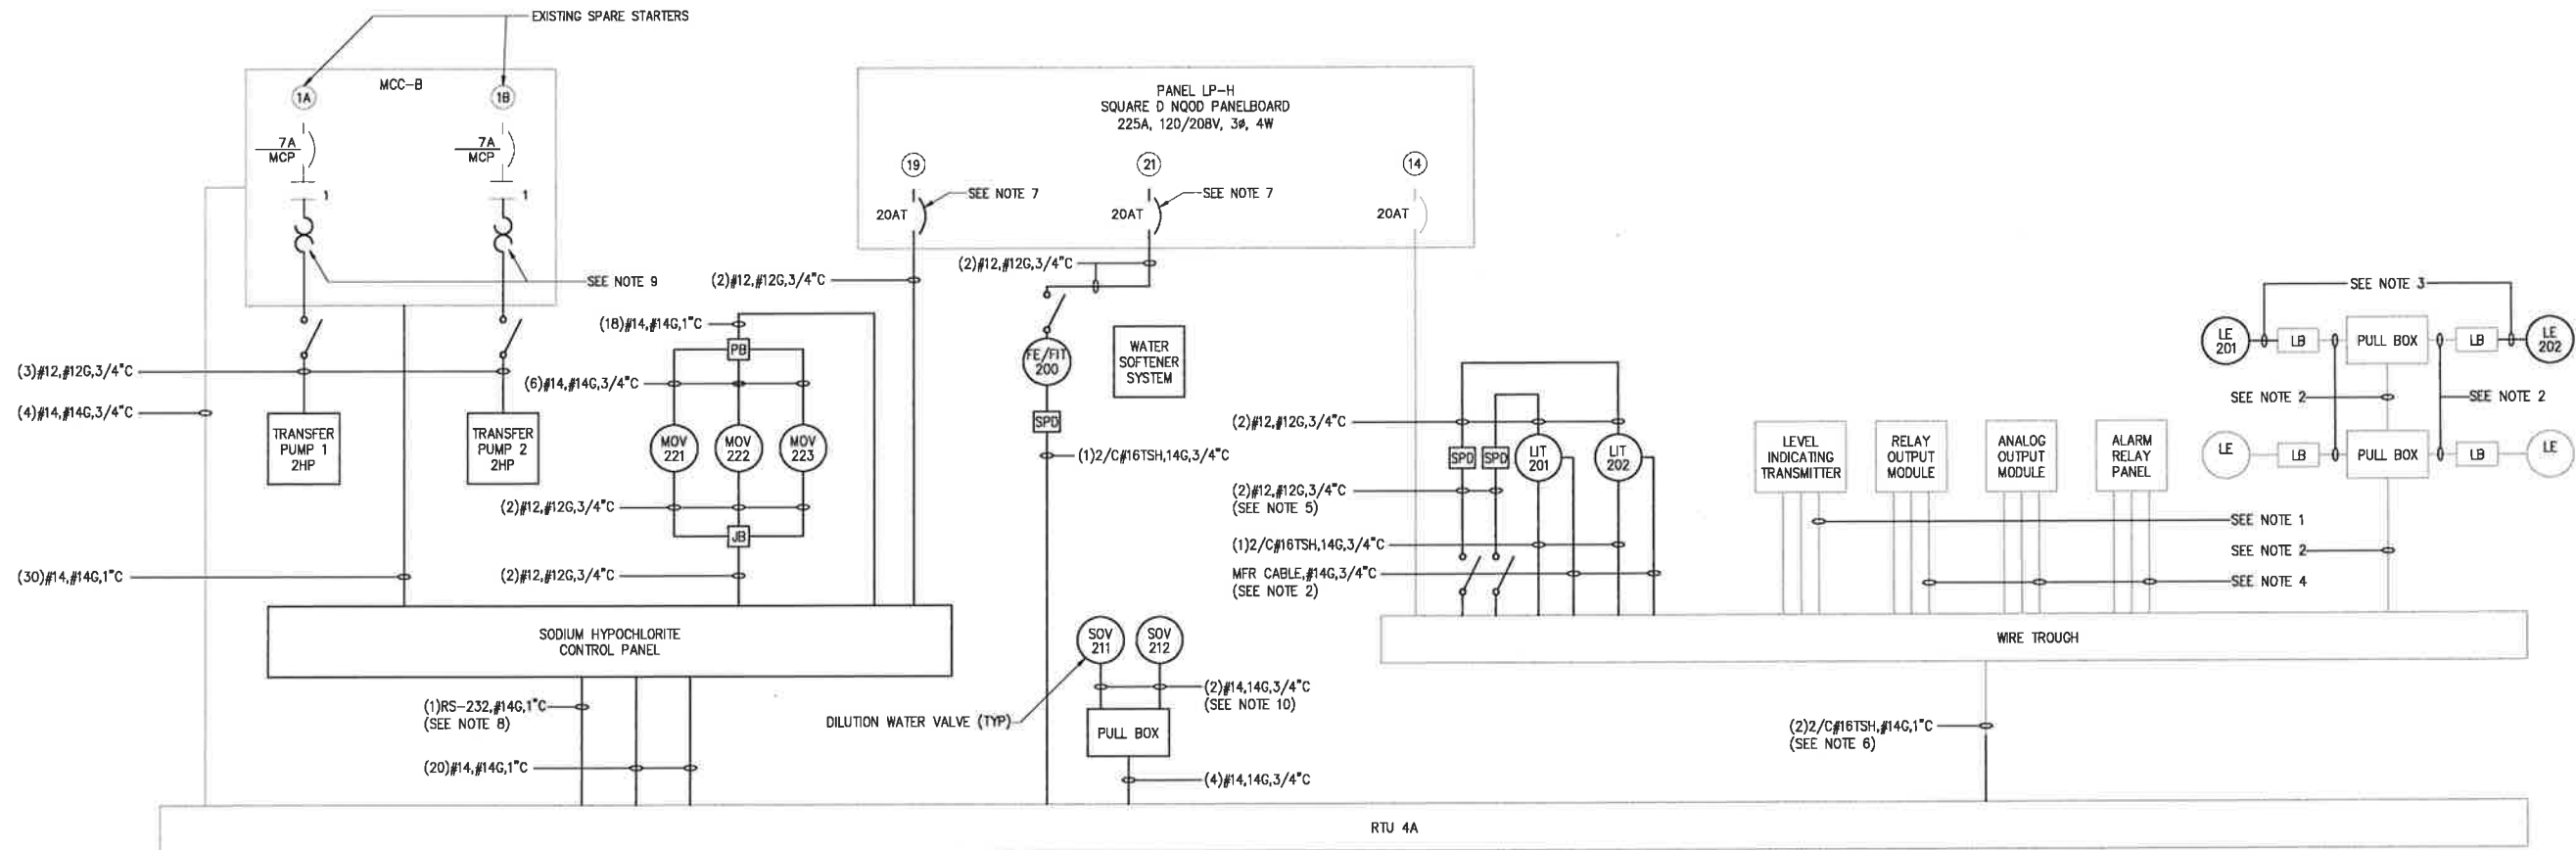 EXISTING SPARE STARTERS
MCC-B
1A
1B
7A
MCP
7A
MCP
1
1
SEE NOTE 9
(3)#12,#12G,3/4"C
(4)#14,#14G,3/4"C
TRANSFER
PUMP 1
2HP
TRANSFER
PUMP 2
2HP
(30)#14,#14G,1"C
PANEL LP-H
SQUARE D NQOD PANELBOARD
225A, 120/208V, 3ø, 4W
19
21
14
SEE NOTE 7
SEE NOTE 7
20AT
20AT
20AT
(2)#12,#12G,3/4"C
(2)#12,#12G,3/4"C
(18)#14,#14G,1"C
PB
(6)#14,#14G,3/4"C
MOV
221
MOV
222
MOV
223
(2)#12,#12G,3/4"C
JB
(2)#12,#12G,3/4"C
FE/FIT
200
WATER
SOFTENER
SYSTEM
SPD
(1)2/C#16TSH,14G,3/4"C
SODIUM HYPOCHLORITE
CONTROL PANEL
(1)RS-232,#14G,1"C
(SEE NOTE 8)
(20)#14,#14G,1"C
SOV
211
SOV
212
(2)#14,14G,3/4"C
(SEE NOTE 10)
DILUTION WATER VALVE (TYP)
PULL BOX
(4)#14,14G,3/4"C
(2)#12,#12G,3/4"C
SPD
SPD
LIT
201
LIT
202
(2)#12,#12G,3/4"C
(SEE NOTE 5)
(1)2/C#16TSH,14G,3/4"C
MFR CABLE,#14G,3/4"C
(SEE NOTE 2)
SEE NOTE 3
LE
201
LB
PULL BOX
LB
LE
202
SEE NOTE 2
SEE NOTE 2
LE
LB
PULL BOX
LB
LE
LEVEL
INDICATING
TRANSMITTER
RELAY
OUTPUT
MODULE
ANALOG
OUTPUT
MODULE
ALARM
RELAY
PANEL
SEE NOTE 1
SEE NOTE 2
SEE NOTE 4
WIRE TROUGH
(2)2/C#16TSH,#14G,1"C
(SEE NOTE 6)
RTU 4A